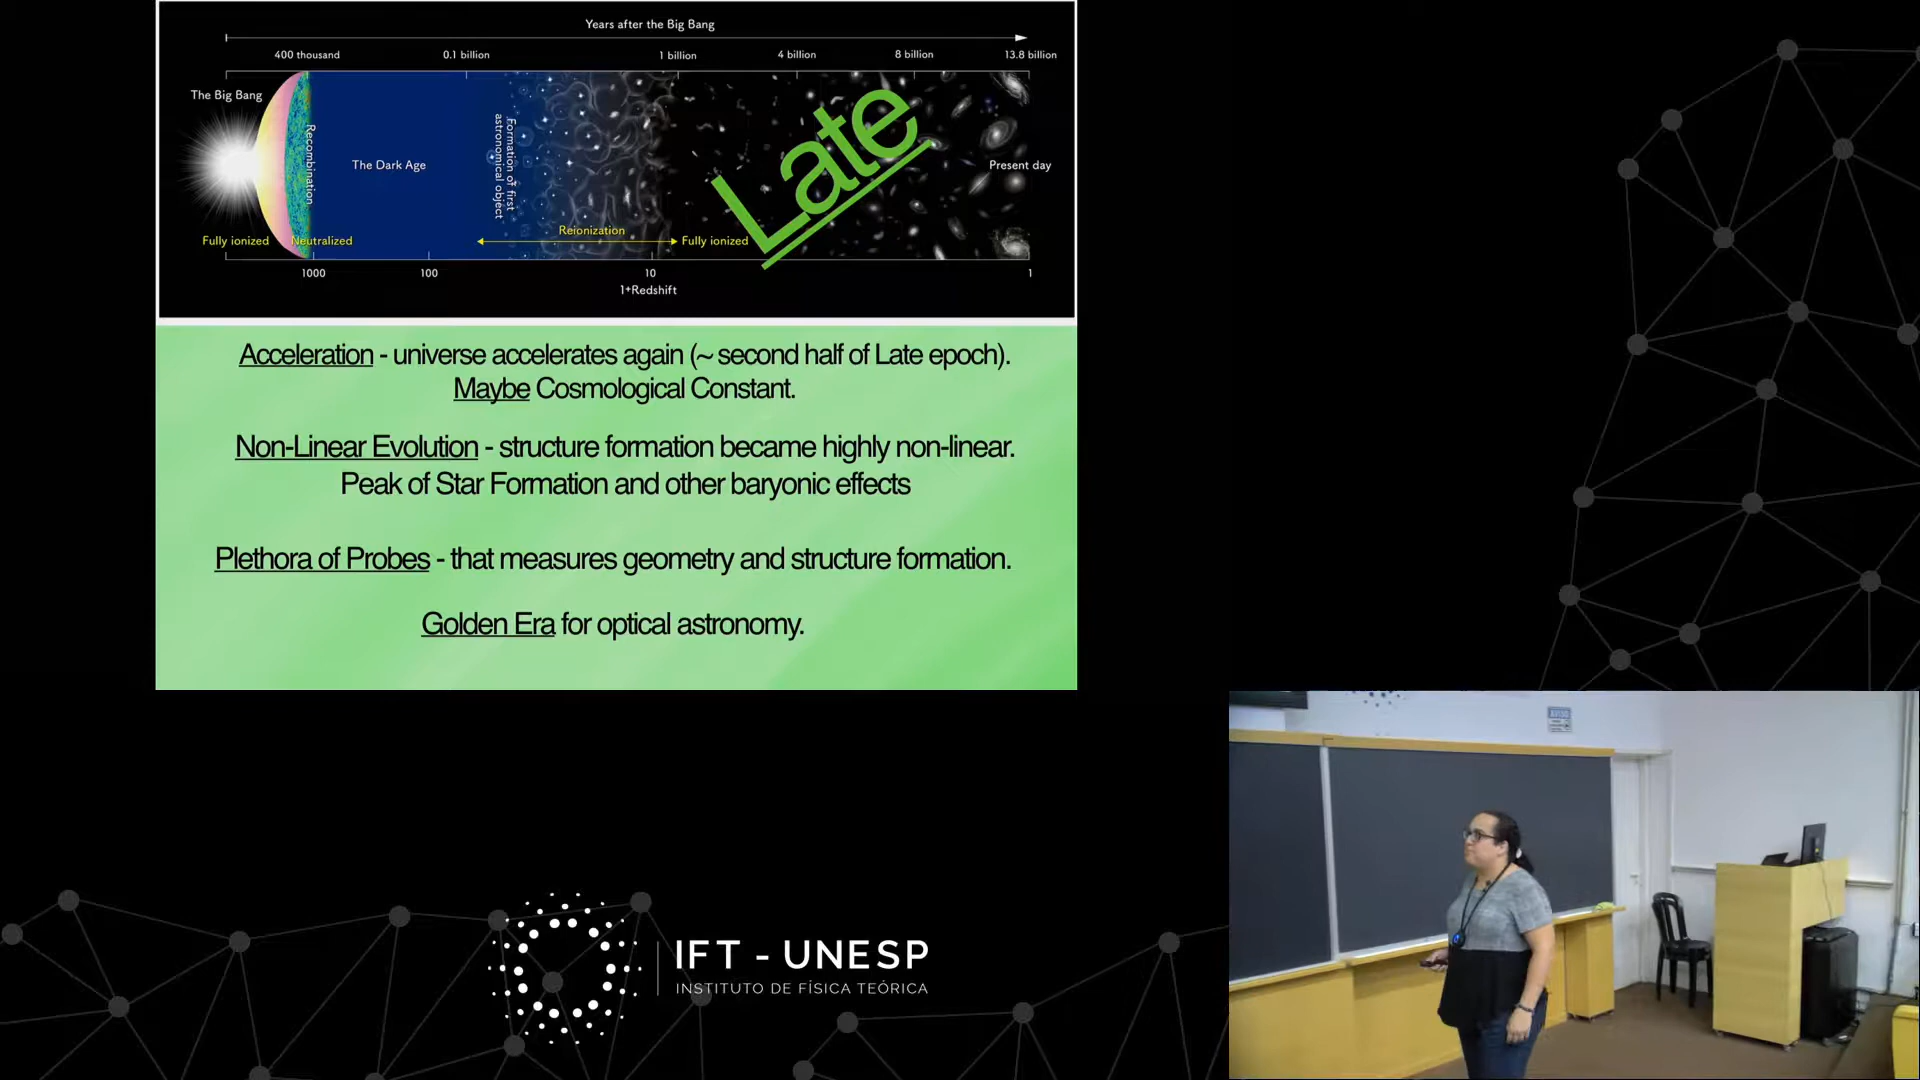 Years after the Big Bang
400 thousand 0.1 billion 1 billion 4 billion 8 billion 13.8 billion
The Big Bang
Recombination
The Dark Age
Formation of first
astronomical object
Late
Present day
Fully ionized Neutralized Reionization Fully ionized
1000 100 10 1
1+Redshift
Acceleration - universe accelerates again (~ second half of Late epoch).
Maybe Cosmological Constant.
Non-Linear Evolution - structure formation became highly non-linear.
Peak of Star Formation and other baryonic effects
Plethora of Probes - that measures geometry and structure formation.
Golden Era for optical astronomy.
IFT - UNESP
INSTITUTO DE FÍSICA TEÓRICA